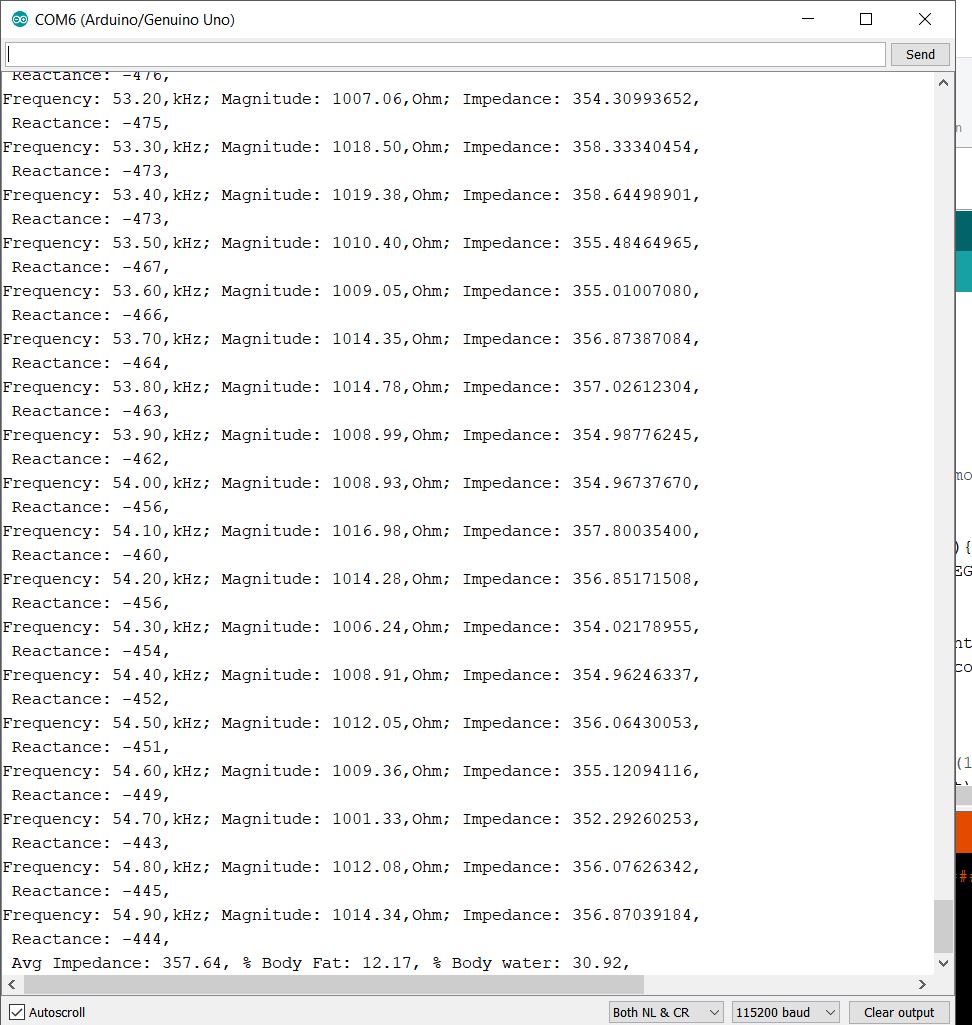 COM6 (Arduino/Genuino Uno)
Send
Reactance: -476,
Frequency: 53.20,kHz; Magnitude: 1007.06,Ohm; Impedance: 354.30993652,
Reactance: -475,
Frequency: 53.30,kHz; Magnitude: 1018.50,Ohm; Impedance: 358.33340454,
Reactance: -473,
Frequency: 53.40,kHz; Magnitude: 1019.38,Ohm; Impedance: 358.64498901,
Reactance: -473,
Frequency: 53.50,kHz; Magnitude: 1010.40,Ohm; Impedance: 355.48464965,
Reactance: -467,
Frequency: 53.60,kHz; Magnitude: 1009.05,Ohm; Impedance: 355.01007080,
Reactance: -466,
Frequency: 53.70,kHz; Magnitude: 1014.35,Ohm; Impedance: 356.87387084,
Reactance: -464,
Frequency: 53.80,kHz; Magnitude: 1014.78,Ohm; Impedance: 357.02612304,
Reactance: -463,
Frequency: 53.90,kHz; Magnitude: 1008.99,Ohm; Impedance: 354.98776245,
Reactance: -462,
Frequency: 54.00,kHz; Magnitude: 1008.93,Ohm; Impedance: 354.96737670,
Reactance: -456,
Frequency: 54.10,kHz; Magnitude: 1016.98,Ohm; Impedance: 357.80035400,
Reactance: -460,
Frequency: 54.20,kHz; Magnitude: 1014.28,Ohm; Impedance: 356.85171508,
Reactance: -456,
Frequency: 54.30,kHz; Magnitude: 1006.24,Ohm; Impedance: 354.02178955,
Reactance: -454,
Frequency: 54.40,kHz; Magnitude: 1008.91,Ohm; Impedance: 354.96246337,
Reactance: -452,
Frequency: 54.50,kHz; Magnitude: 1012.05,Ohm; Impedance: 356.06430053,
Reactance: -451,
Frequency: 54.60,kHz; Magnitude: 1009.36,Ohm; Impedance: 355.12094116,
Reactance: -449,
Frequency: 54.70,kHz; Magnitude: 1001.33,Ohm; Impedance: 352.29260253,
Reactance: -443,
Frequency: 54.80,kHz; Magnitude: 1012.08,Ohm; Impedance: 356.07626342,
Reactance: -445,
Frequency: 54.90,kHz; Magnitude: 1014.34,Ohm; Impedance: 356.87039184,
Reactance: -444,
Avg Impedance: 357.64, % Body Fat: 12.17, % Body water: 30.92,
Autoscroll
Both NL & CR
115200 baud
Clear output